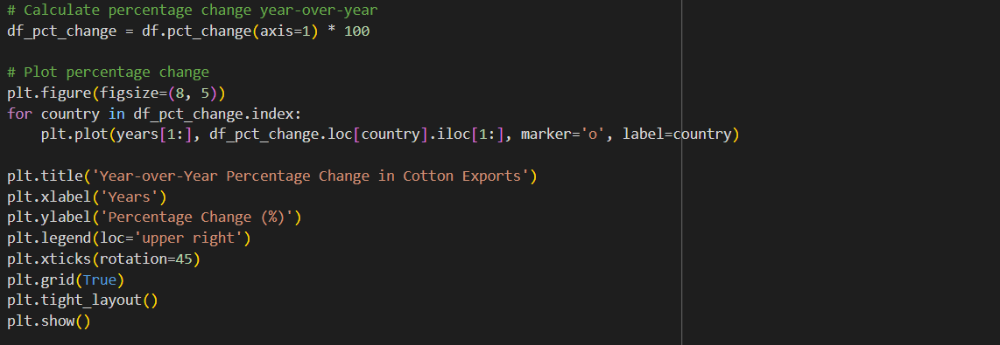 # Calculate percentage change year-over-year
df_pct_change = df.pct_change(axis=1) * 100

# Plot percentage change
plt.figure(figsize=(8, 5))
for country in df_pct_change.index:
    plt.plot(years[1:], df_pct_change.loc[country].iloc[1:], marker='o', label=country)

plt.title('Year-over-Year Percentage Change in Cotton Exports')
plt.xlabel('Years')
plt.ylabel('Percentage Change (%)')
plt.legend(loc='upper right')
plt.xticks(rotation=45)
plt.grid(True)
plt.tight_layout()
plt.show()